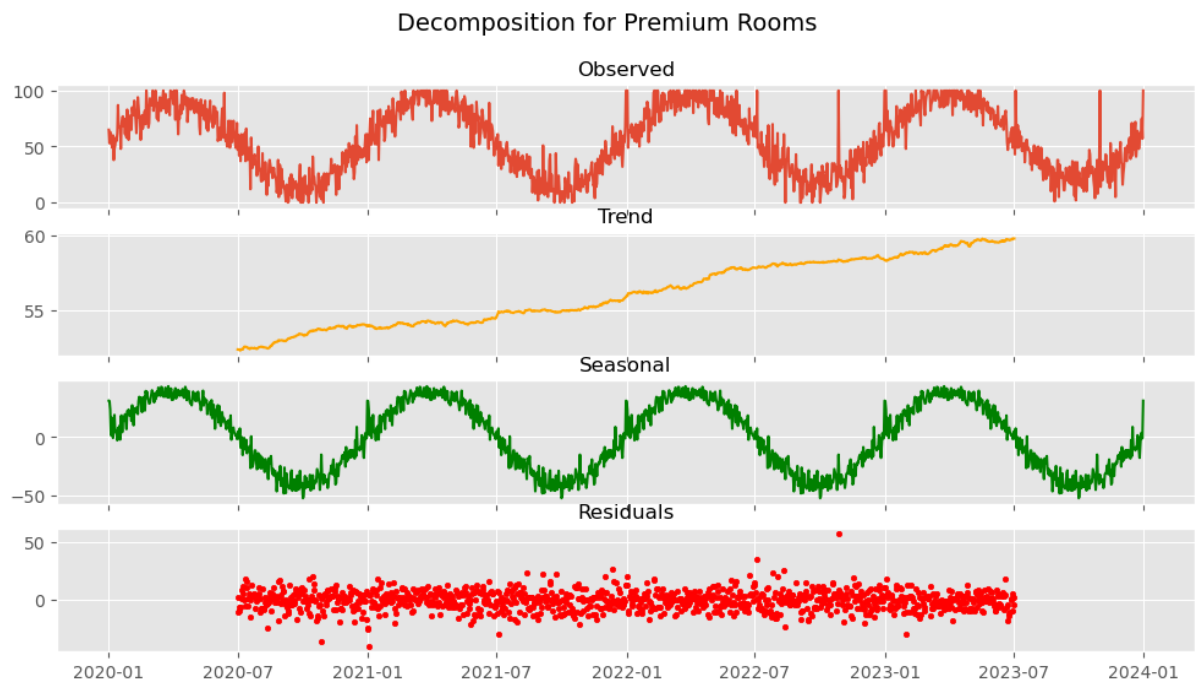 Decomposition for Premium Rooms
Observed
100
50
0
Trend
60
55
Seasonal
0
−50
Residuals
50
0
2020-01 2020-07 2021-01 2021-07 2022-01 2022-07 2023-01 2023-07 2024-01